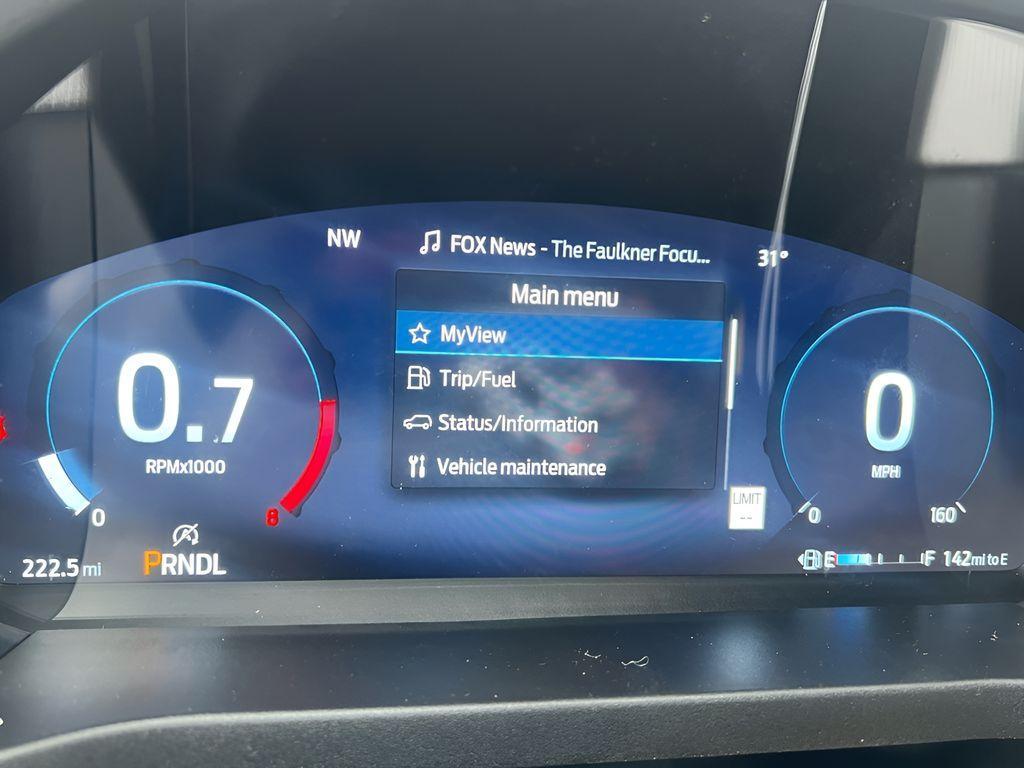 NW
FOX News - The Faulkner Focu...
31°
Main menu
MyView
Trip/Fuel
Status/Information
Vehicle maintenance
0.7
RPMx1000
0
8
0
MPH
0
160
LIMIT
--
222.5 mi
PRNDL
E
F
142 mi to E